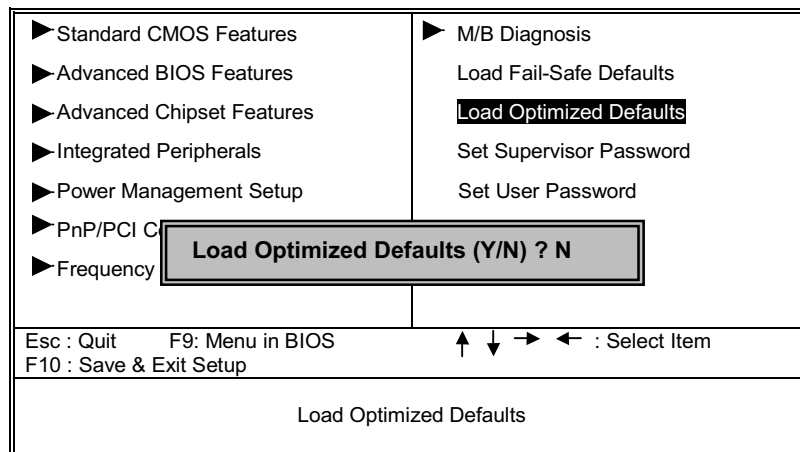 Standard CMOS Features
Advanced BIOS Features
Advanced Chipset Features
Integrated Peripherals
Power Management Setup
PnP/PCI
Frequency
M/B Diagnosis
Load Fail-Safe Defaults
Load Optimized Defaults
Set Supervisor Password
Set User Password
Load Optimized Defaults (Y/N) ? N
Esc : Quit F9: Menu in BIOS ↑ ↓ → ← : Select Item
F10 : Save & Exit Setup
Load Optimized Defaults